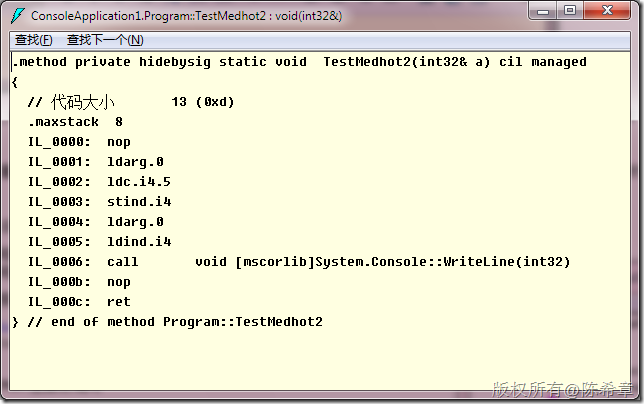 ConsoleApplication1.Program::TestMedhot2 : void(int32&)
查找(F) 查找下一个(N)
.method private hidebysig static void  TestMedhot2(int32& a) cil managed
{
  // 代码大小       13 (0xd)
  .maxstack  8
  IL_0000:  nop
  IL_0001:  ldarg.0
  IL_0002:  ldc.i4.5
  IL_0003:  stind.i4
  IL_0004:  ldarg.0
  IL_0005:  ldind.i4
  IL_0006:  call       void [mscorlib]System.Console::WriteLine(int32)
  IL_000b:  nop
  IL_000c:  ret
} // end of method Program::TestMedhot2
版权所有@陈希章